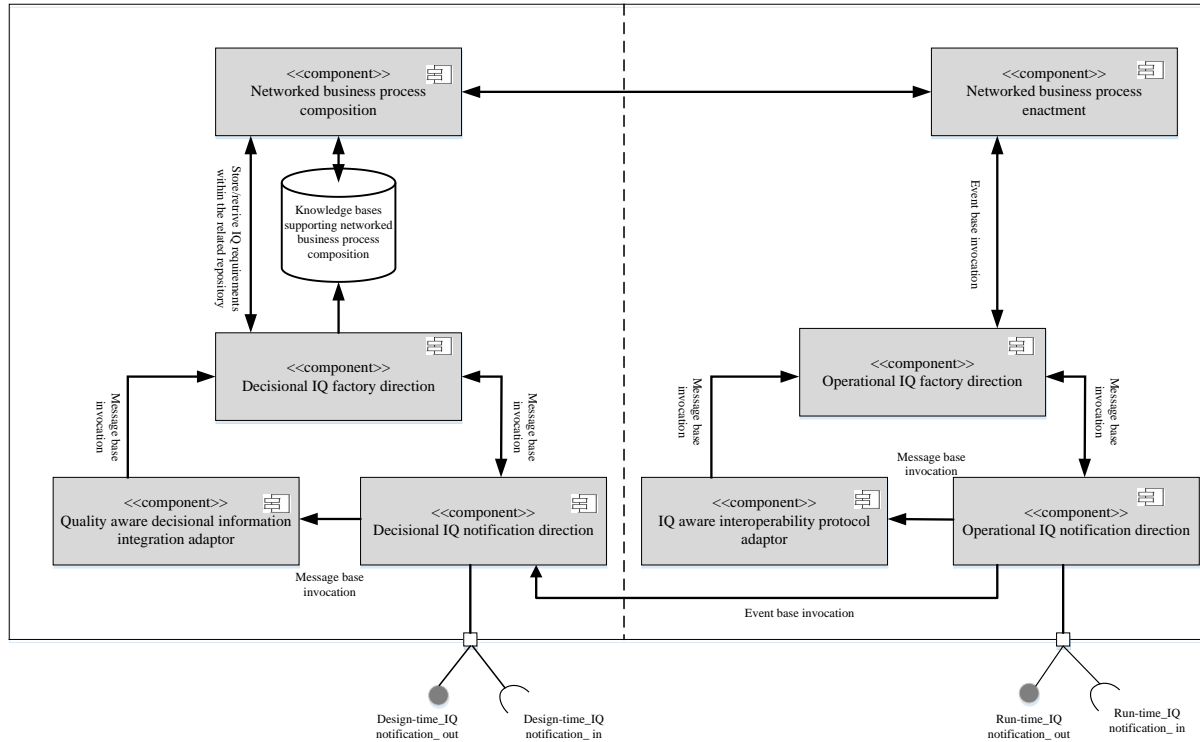 <<component>>
Networked business process
composition
<<component>>
Networked business process
enactment
Store/retrive IQ requirements
within the related repository
Knowledge bases
supporting networked
business process
composition
Event base invocation
<<component>>
Decisional IQ factory direction
<<component>>
Operational IQ factory direction
Message base
invocation
Message base
invocation
Message base
invocation
Message base
invocation
<<component>>
Quality aware decisional information
integration adaptor
<<component>>
Decisional IQ notification direction
Message base
invocation
<<component>>
IQ aware interoperability protocol
adaptor
Message base
invocation
<<component>>
Operational IQ notification direction
Event base invocation
Design-time_IQ
notification_ out
Design-time_IQ
notification_ in
Run-time_IQ
notification_ out
Run-time_IQ
notification_ in